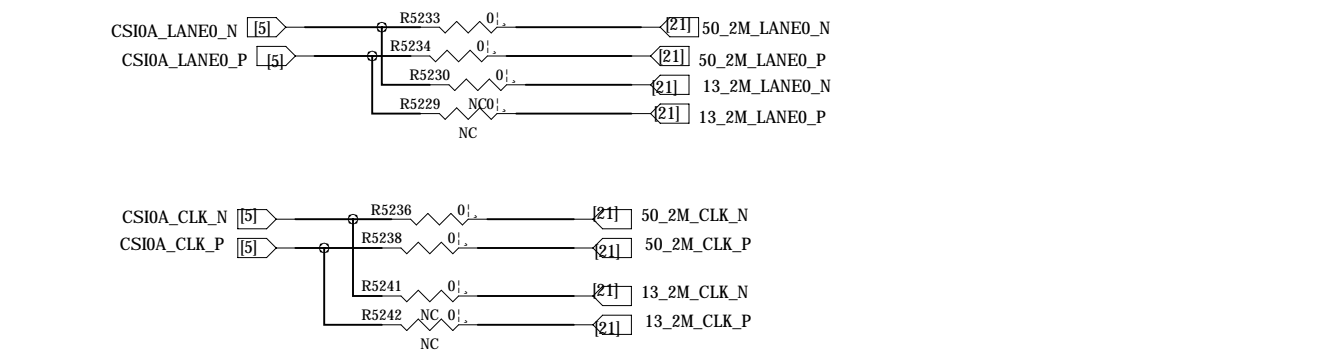 CSI0A_LANE0_N [5] R5233 0 [21] 50_2M_LANE0_N
CSI0A_LANE0_P [5] R5234 0 [21] 50_2M_LANE0_P
R5230 0 [21] 13_2M_LANE0_N
R5229 NC0 [21] 13_2M_LANE0_P
NC
CSI0A_CLK_N [5] R5236 0 [21] 50_2M_CLK_N
CSI0A_CLK_P [5] R5238 0 [21] 50_2M_CLK_P
R5241 0 [21] 13_2M_CLK_N
R5242 NC 0 [21] 13_2M_CLK_P
NC